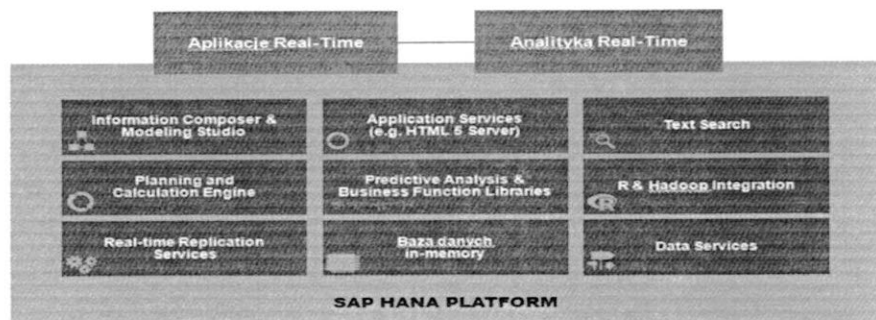 Aplikacje Real-Time
Analityka Real-Time
Information Composer &
Modeling Studio
Application Services
(e.g. HTML 5 Server)
Text Search
Planning and
Calculation Engine
Predictive Analysis &
Business Function Libraries
R & Hadoop Integration
Real-time Replication
Services
Baza danych
in-memory
Data Services
SAP HANA PLATFORM